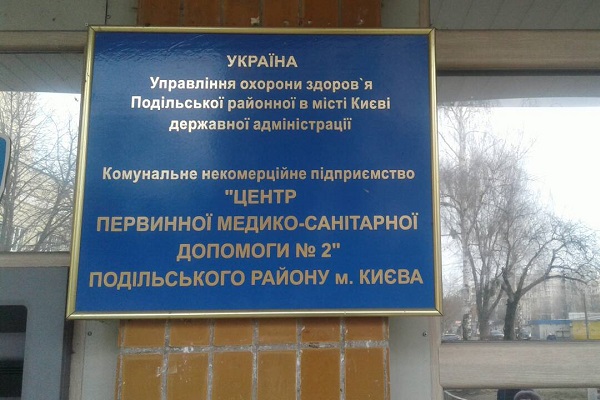 УКРАЇНА
Управління охорони здоров`я
Подільської районної в місті Києві
державної адміністрації
Комунальне некомерційне підприємство
"ЦЕНТР
ПЕРВИННОЇ МЕДИКО-САНІТАРНОЇ
ДОПОМОГИ № 2"
ПОДІЛЬСЬКОГО РАЙОНУ м. КИЄВА